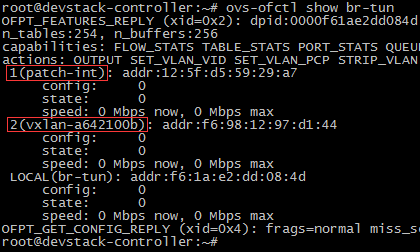 root@devstack-controller:~# ovs-ofctl show br-tun
OFPT_FEATURES_REPLY (xid=0x2): dpid:0000f61ae2dd084d
n_tables:254, n_buffers:256
capabilities: FLOW_STATS TABLE_STATS PORT_STATS QUEU
actions: OUTPUT SET_VLAN_VID SET_VLAN_PCP STRIP_VLAN
1(patch-int): addr:12:5f:d5:59:29:a7
config: 0
state: 0
speed: 0 Mbps now, 0 Mbps max
2(vxlan-a642100b): addr:f6:98:12:97:d1:44
config: 0
state: 0
speed: 0 Mbps now, 0 Mbps max
LOCAL(br-tun): addr:f6:1a:e2:dd:08:4d
config: 0
state: 0
speed: 0 Mbps now, 0 Mbps max
OFPT_GET_CONFIG_REPLY (xid=0x4): frags=normal miss_s
root@devstack-controller:~#